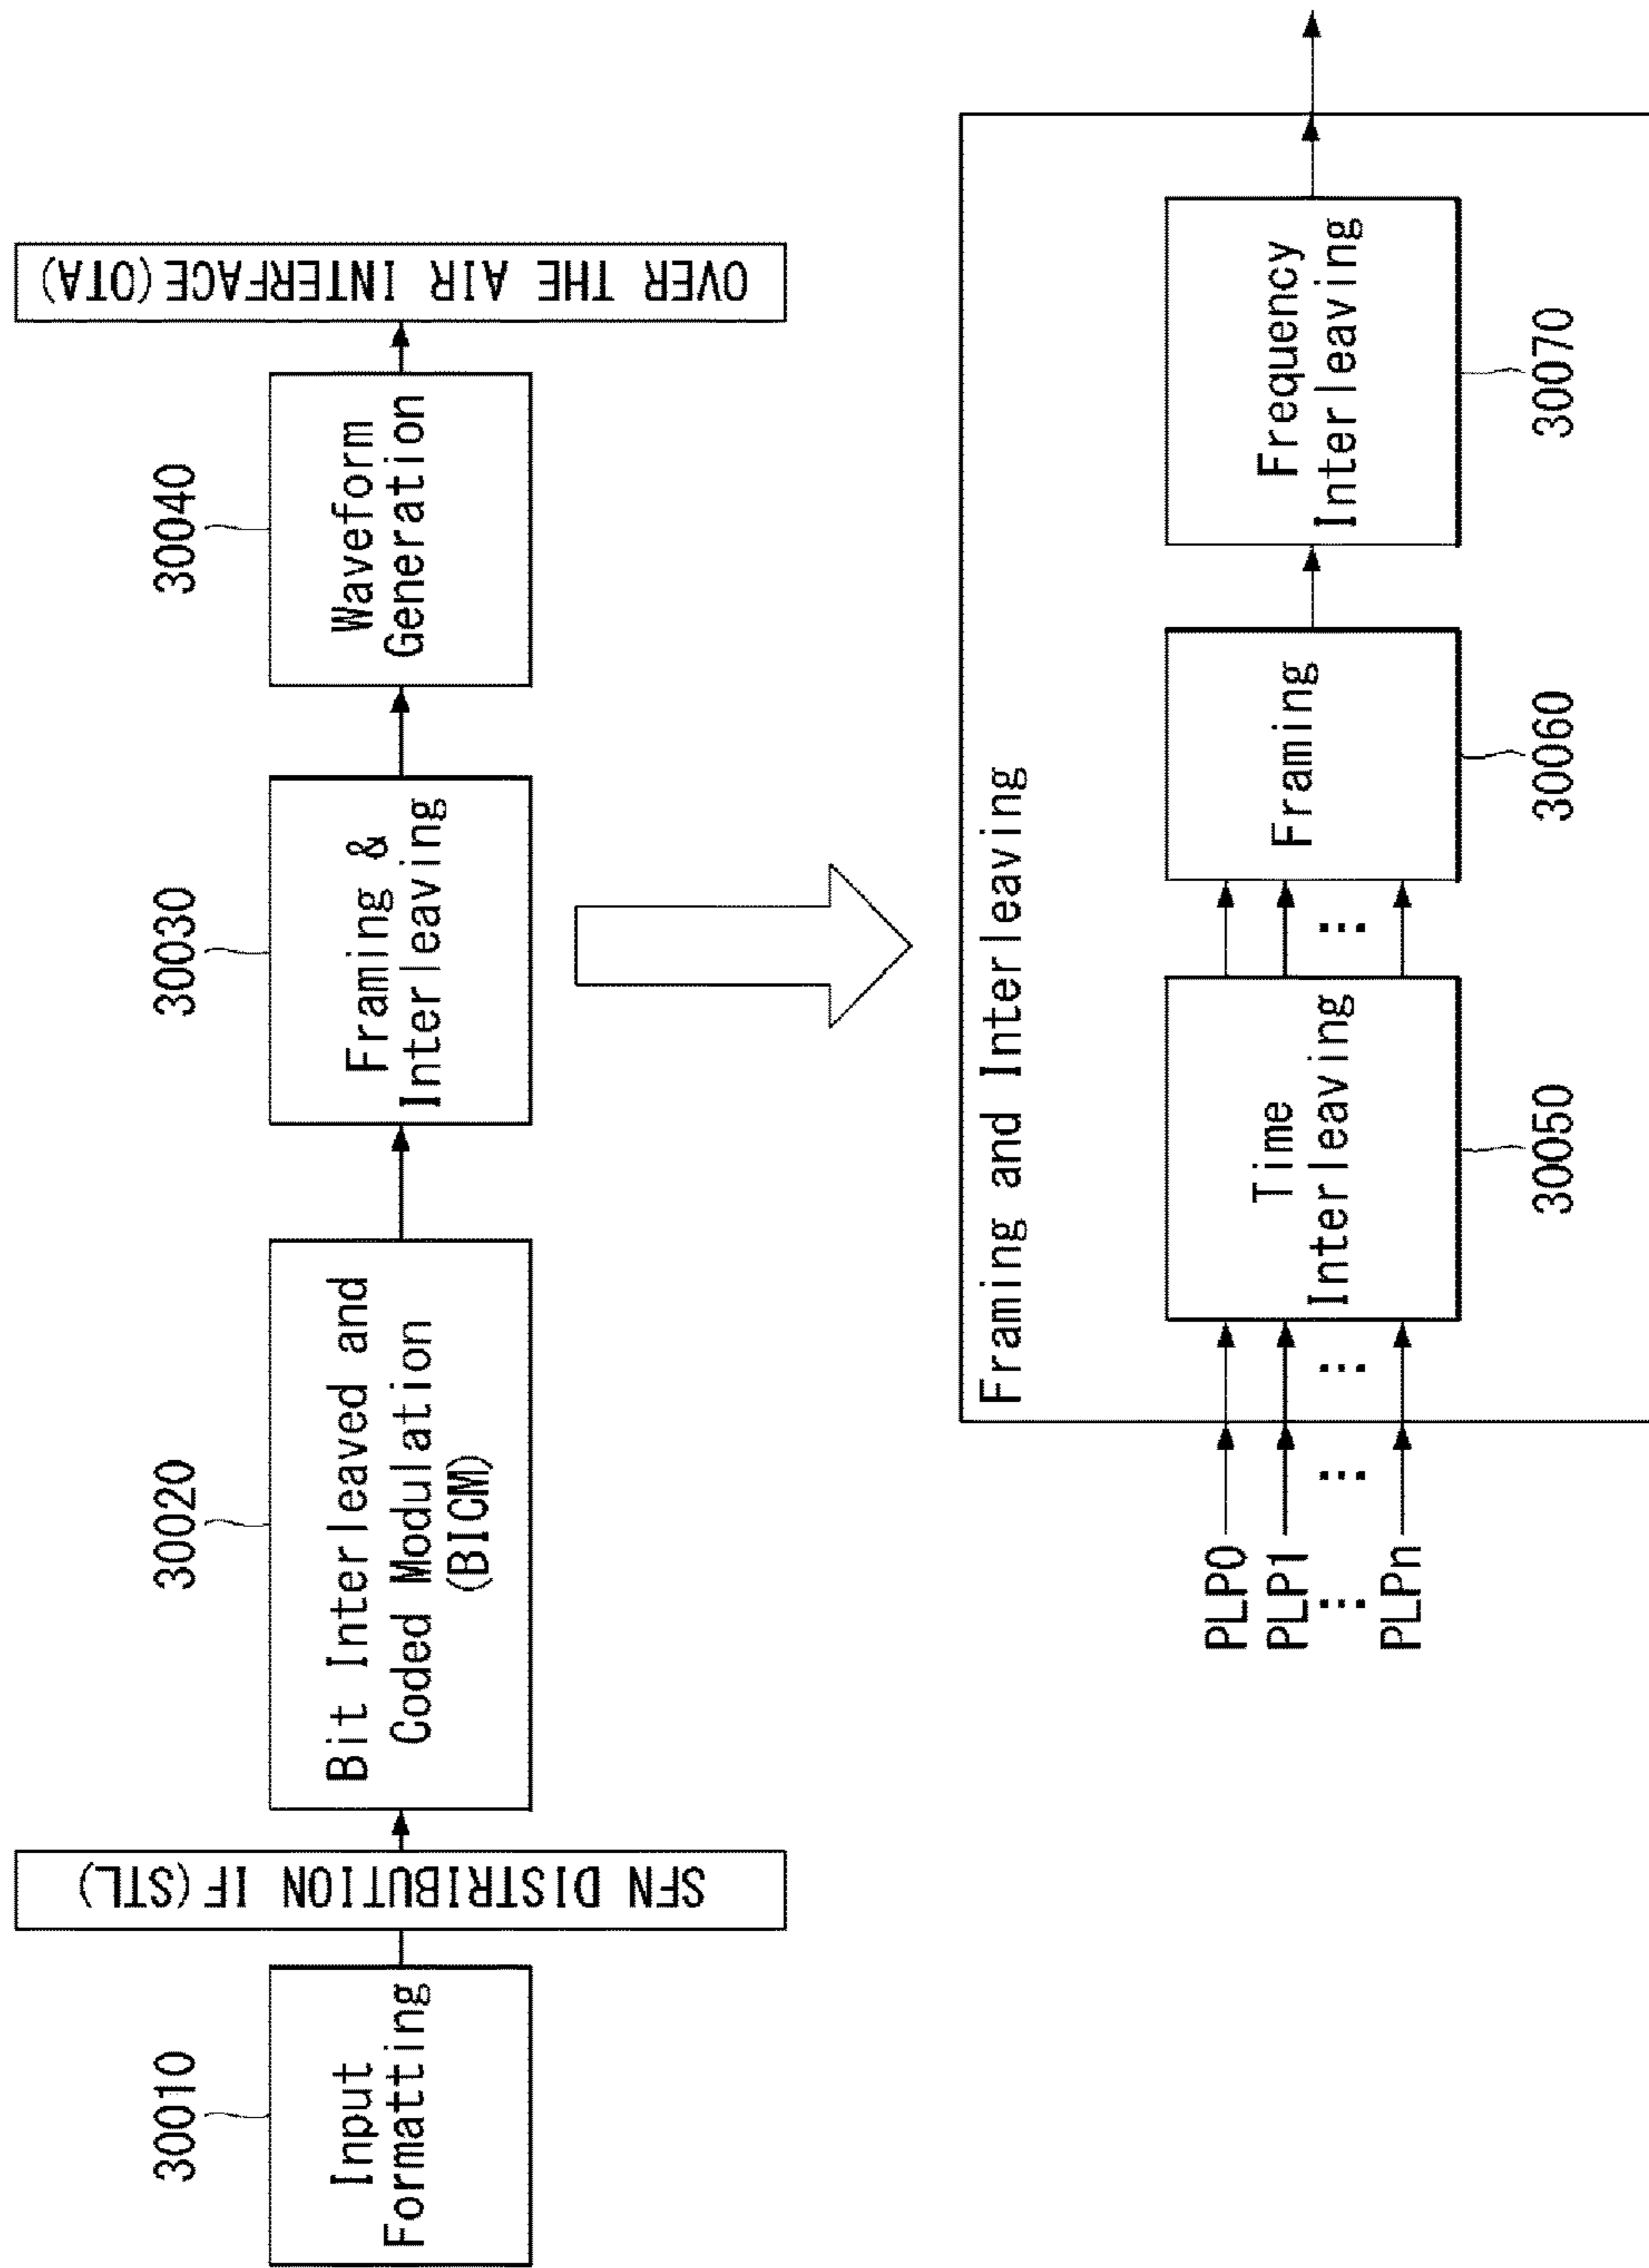 30010
Input
Formatting
SFN DISTRIBUTION IF(STL)
30020
Bit Interleaved and
Coded Modulation
(BICM)
30030
Framing &
Interleaving
30040
Waveform
Generation
OVER THE AIR INTERFACE(OTA)
Framing and Interleaving
PLP0
PLP1
⋮
PLPn
⋮
⋮
Time
Interleaving
30050
⋮
Framing
30060
Frequency
Interleaving
30070